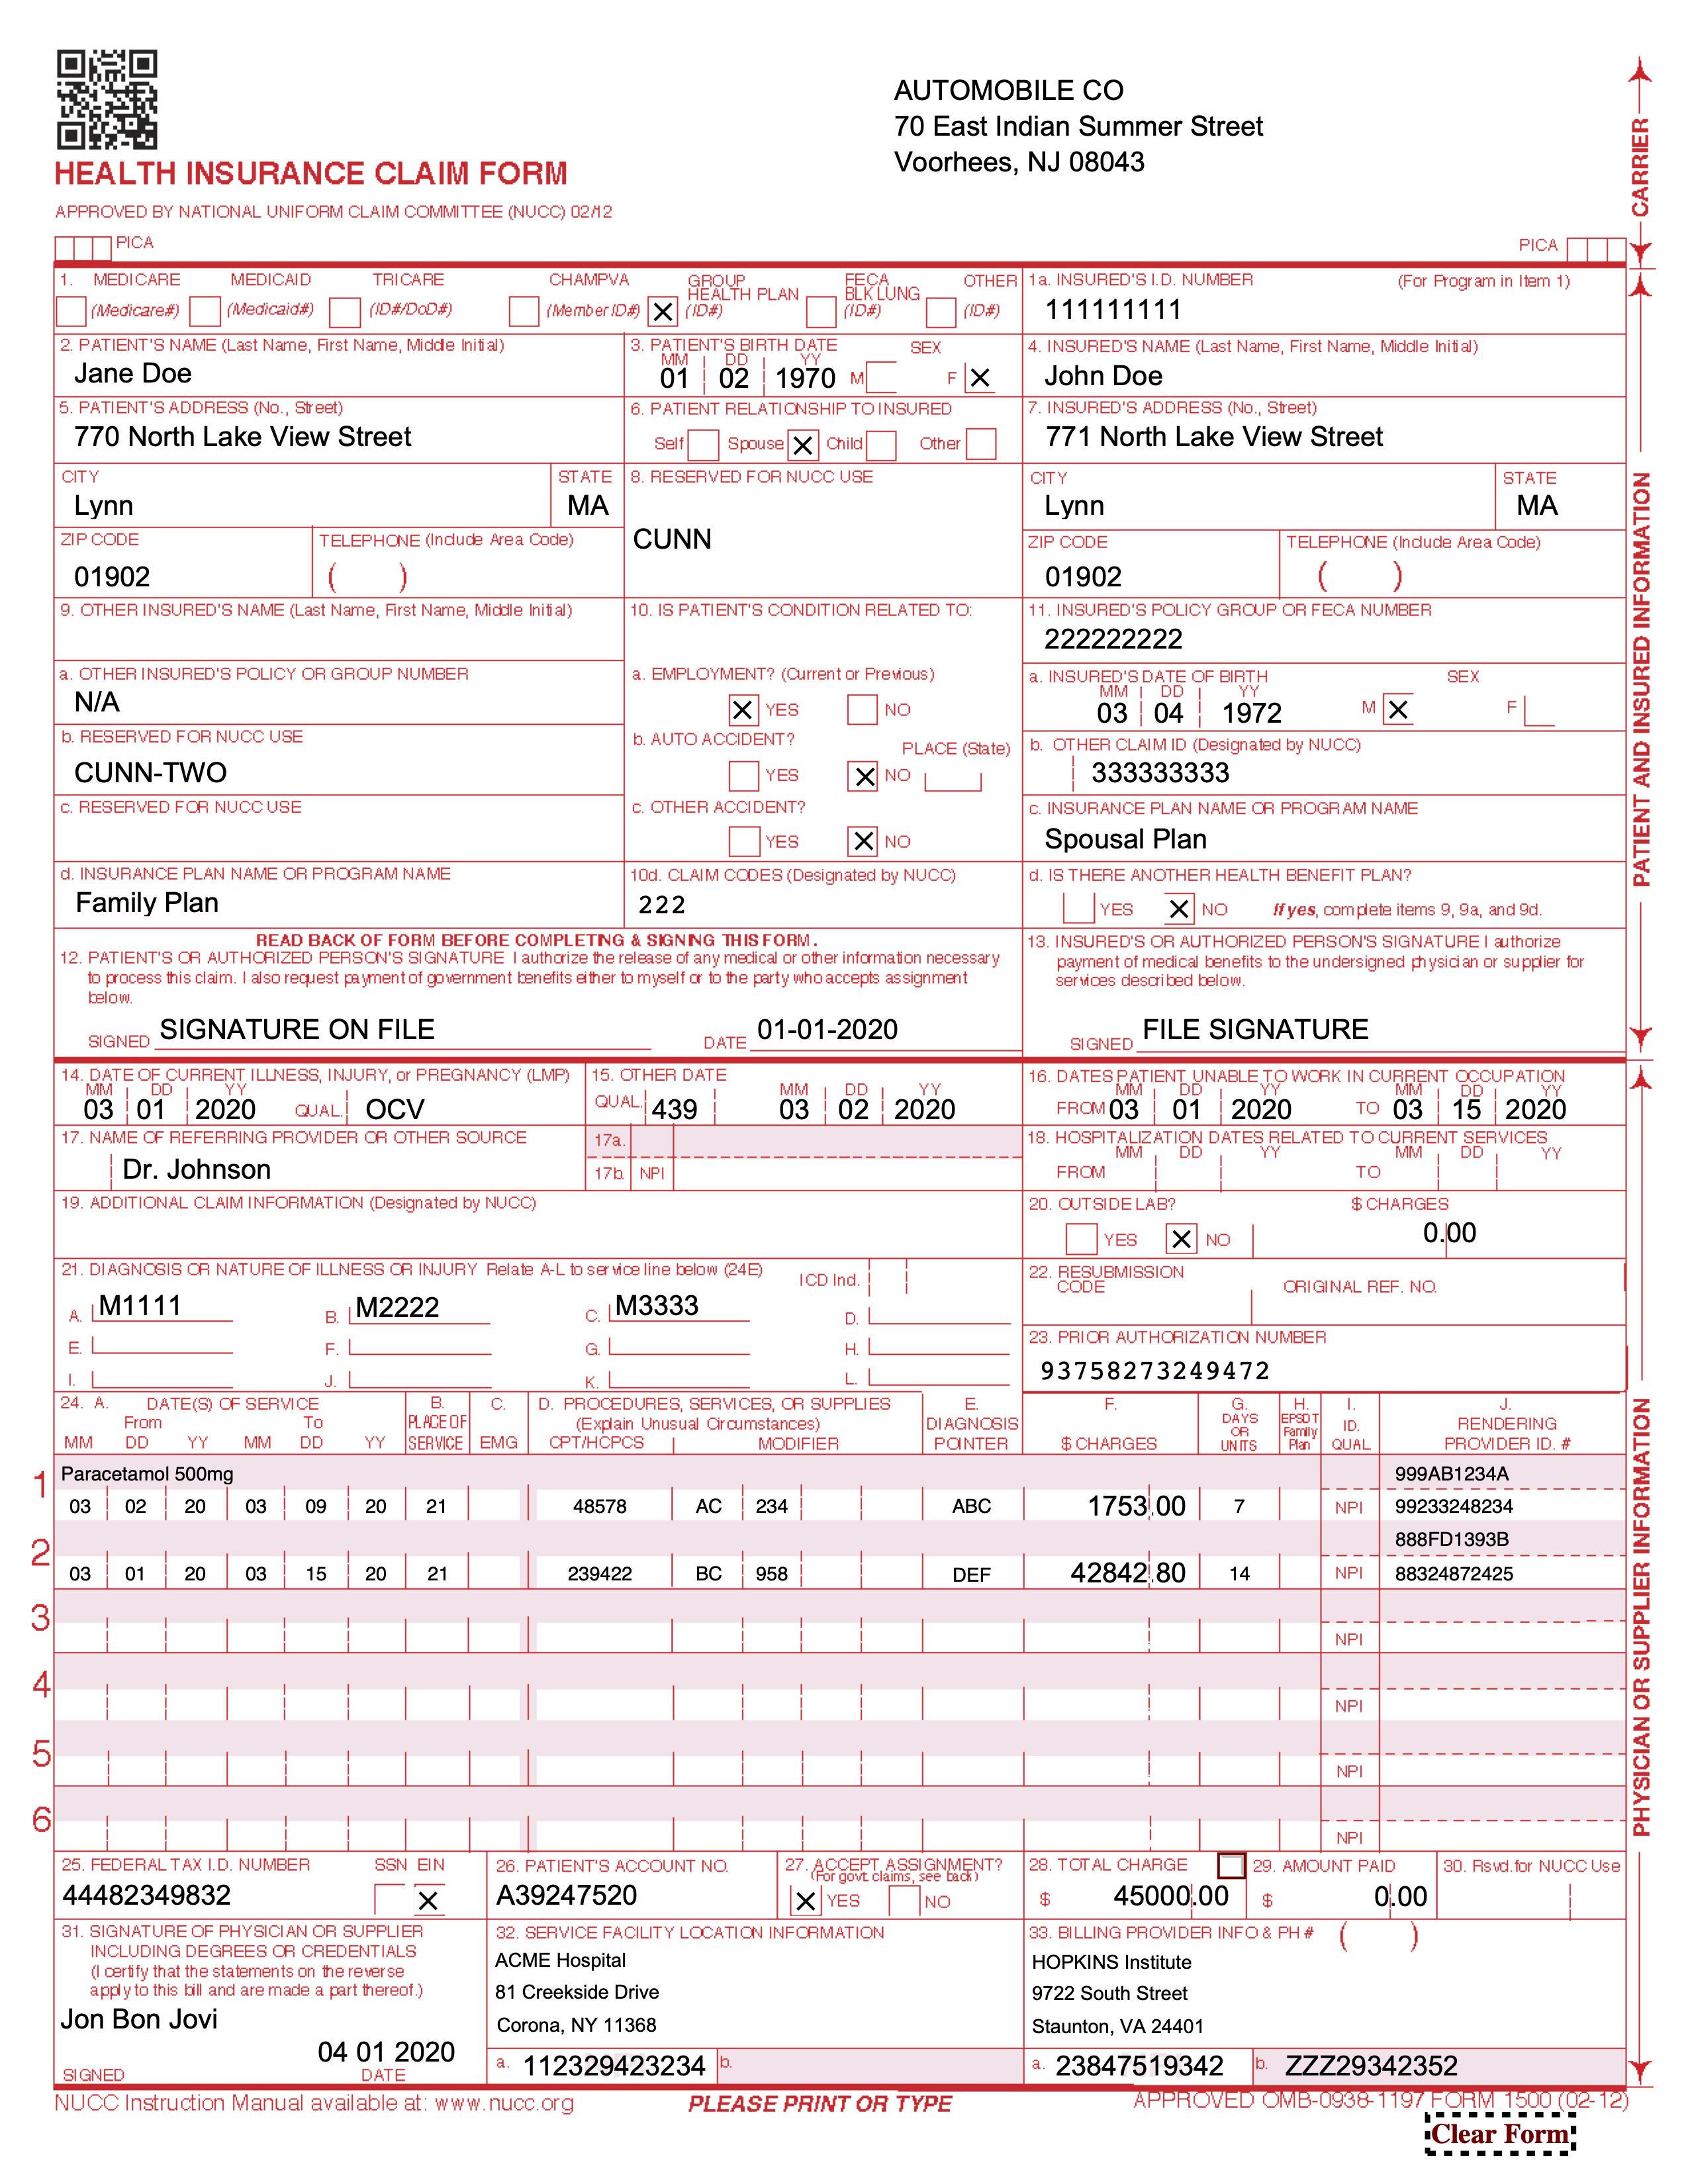 AUTOMOBILE CO
70 East Indian Summer Street
Voorhees, NJ 08043
CARRIER
HEALTH INSURANCE CLAIM FORM
APPROVED BY NATIONAL UNIFORM CLAIM COMMITTEE (NUCC) 02/12
PICA
PICA
1. MEDICARE MEDICAID TRICARE CHAMPVA GROUP HEALTH PLAN FECA BLK LUNG OTHER
(Medicare#) (Medicaid#) (ID#/DoD#) (Member ID#) X (ID#) (ID#) (ID#)
1a. INSURED'S I.D. NUMBER (For Program in Item 1)
111111111
2. PATIENT'S NAME (Last Name, First Name, Middle Initial)
Jane Doe
3. PATIENT'S BIRTH DATE SEX
MM DD YY
01 02 1970 M F X
4. INSURED'S NAME (Last Name, First Name, Middle Initial)
John Doe
5. PATIENT'S ADDRESS (No., Street)
770 North Lake View Street
6. PATIENT RELATIONSHIP TO INSURED
Self Spouse X Child Other
7. INSURED'S ADDRESS (No., Street)
771 North Lake View Street
CITY STATE
Lynn MA
8. RESERVED FOR NUCC USE
CUNN
CITY STATE
Lynn MA
ZIP CODE TELEPHONE (Include Area Code)
01902 ( )
ZIP CODE TELEPHONE (Include Area Code)
01902 ( )
9. OTHER INSURED'S NAME (Last Name, First Name, Middle Initial)
10. IS PATIENT'S CONDITION RELATED TO:
11. INSURED'S POLICY GROUP OR FECA NUMBER
222222222
a. OTHER INSURED'S POLICY OR GROUP NUMBER
N/A
a. EMPLOYMENT? (Current or Previous)
X YES NO
a. INSURED'S DATE OF BIRTH SEX
MM DD YY
03 04 1972 M X F
b. RESERVED FOR NUCC USE
CUNN-TWO
b. AUTO ACCIDENT? PLACE (State)
YES X NO
b. OTHER CLAIM ID (Designated by NUCC)
333333333
c. RESERVED FOR NUCC USE
c. OTHER ACCIDENT?
YES X NO
c. INSURANCE PLAN NAME OR PROGRAM NAME
Spousal Plan
d. INSURANCE PLAN NAME OR PROGRAM NAME
Family Plan
10d. CLAIM CODES (Designated by NUCC)
222
d. IS THERE ANOTHER HEALTH BENEFIT PLAN?
YES X NO If yes, complete items 9, 9a, and 9d.
PATIENT AND INSURED INFORMATION
READ BACK OF FORM BEFORE COMPLETING & SIGNING THIS FORM.
12. PATIENT'S OR AUTHORIZED PERSON'S SIGNATURE I authorize the release of any medical or other information necessary
to process this claim. I also request payment of government benefits either to myself or to the party who accepts assignment
below.
SIGNED SIGNATURE ON FILE DATE 01-01-2020
13. INSURED'S OR AUTHORIZED PERSON'S SIGNATURE I authorize
payment of medical benefits to the undersigned physician or supplier for
services described below.
SIGNED FILE SIGNATURE
14. DATE OF CURRENT ILLNESS, INJURY, or PREGNANCY (LMP)
MM DD YY
03 01 2020 QUAL. OCV
15. OTHER DATE
MM DD YY
QUAL. 439 03 02 2020
16. DATES PATIENT UNABLE TO WORK IN CURRENT OCCUPATION
MM DD YY MM DD YY
FROM 03 01 2020 TO 03 15 2020
17. NAME OF REFERRING PROVIDER OR OTHER SOURCE
Dr. Johnson
17a.
17b. NPI
18. HOSPITALIZATION DATES RELATED TO CURRENT SERVICES
MM DD YY MM DD YY
FROM TO
19. ADDITIONAL CLAIM INFORMATION (Designated by NUCC)
20. OUTSIDE LAB? $ CHARGES
YES X NO 0.00
21. DIAGNOSIS OR NATURE OF ILLNESS OR INJURY Relate A-L to service line below (24E) ICD Ind.
A. M1111 B. M2222 C. M3333 D.
E. F. G. H.
I. J. K. L.
22. RESUBMISSION CODE ORIGINAL REF. NO.
23. PRIOR AUTHORIZATION NUMBER
93758273249472
24. A. DATE(S) OF SERVICE B. C. D. PROCEDURES, SERVICES, OR SUPPLIES E. F. G. H. I. J.
From To PLACE OF (Explain Unusual Circumstances) DIAGNOSIS DAYS OR EPSDT Family ID. RENDERING
MM DD YY MM DD YY SERVICE EMG CPT/HCPCS MODIFIER POINTER $ CHARGES UNITS Plan QUAL. PROVIDER ID. #
1 Paracetamol 500mg 999AB1234A
03 02 20 03 09 20 21 48578 AC 234 ABC 1753.00 7 NPI 99233248234
2 888FD1393B
03 01 20 03 15 20 21 239422 BC 958 DEF 42842.80 14 NPI 88324872425
3 NPI
4 NPI
5 NPI
6 NPI
PHYSICIAN OR SUPPLIER INFORMATION
25. FEDERAL TAX I.D. NUMBER SSN EIN
44482349832 X
26. PATIENT'S ACCOUNT NO.
A39247520
27. ACCEPT ASSIGNMENT?
(For govt. claims, see back)
X YES NO
28. TOTAL CHARGE
$ 45000.00
29. AMOUNT PAID
$ 0.00
30. Rsvd.for NUCC Use
31. SIGNATURE OF PHYSICIAN OR SUPPLIER
INCLUDING DEGREES OR CREDENTIALS
(I certify that the statements on the reverse
apply to this bill and are made a part thereof.)
Jon Bon Jovi
04 01 2020
SIGNED DATE
32. SERVICE FACILITY LOCATION INFORMATION
ACME Hospital
81 Creekside Drive
Corona, NY 11368
a. 112329423234 b.
33. BILLING PROVIDER INFO & PH # ( )
HOPKINS Institute
9722 South Street
Staunton, VA 24401
a. 23847519342 b. ZZZ29342352
NUCC Instruction Manual available at: www.nucc.org PLEASE PRINT OR TYPE APPROVED OMB-0938-1197 FORM 1500 (02-12)
Clear Form